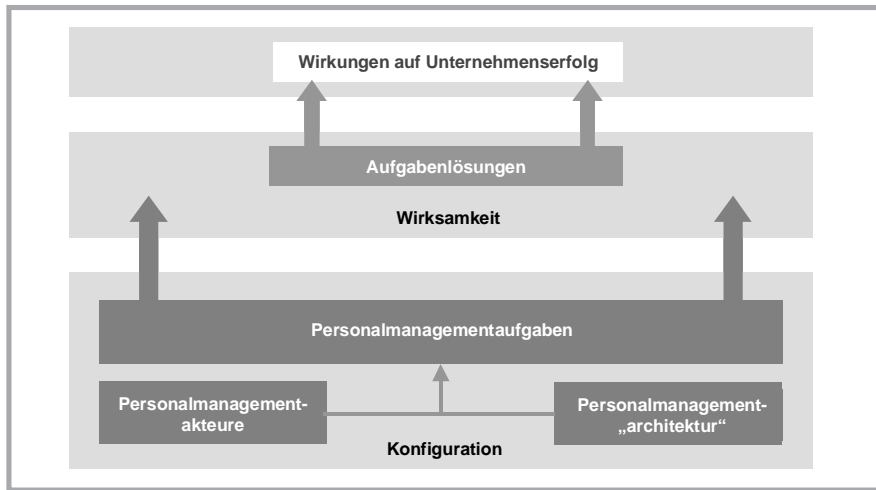 Wirkungen auf Unternehmenserfolg
Aufgabenlösungen
Wirksamkeit
Personalmanagementaufgaben
Personalmanagement-
akteure
Personalmanagement-
„architektur“
Konfiguration